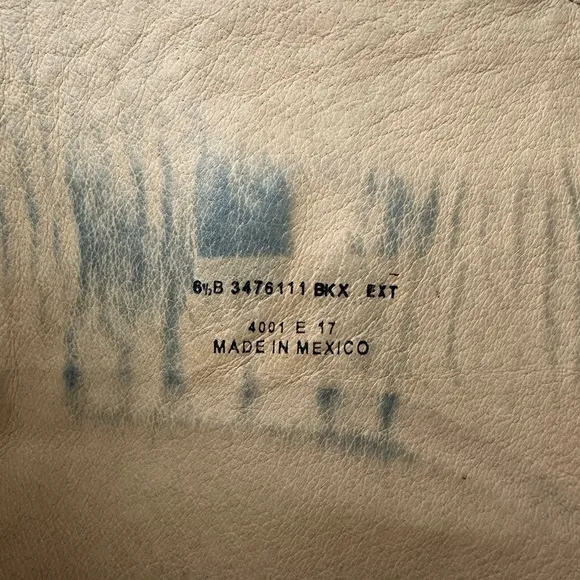 6½B 3476111 BKX EXT
4001 E 17
MADE IN MEXICO